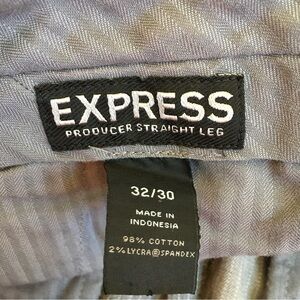 EXPRESS
PRODUCER STRAIGHT LEG
32/30
MADE IN
INDONESIA
98% COTTON
2% LYCRA®SPANDEX